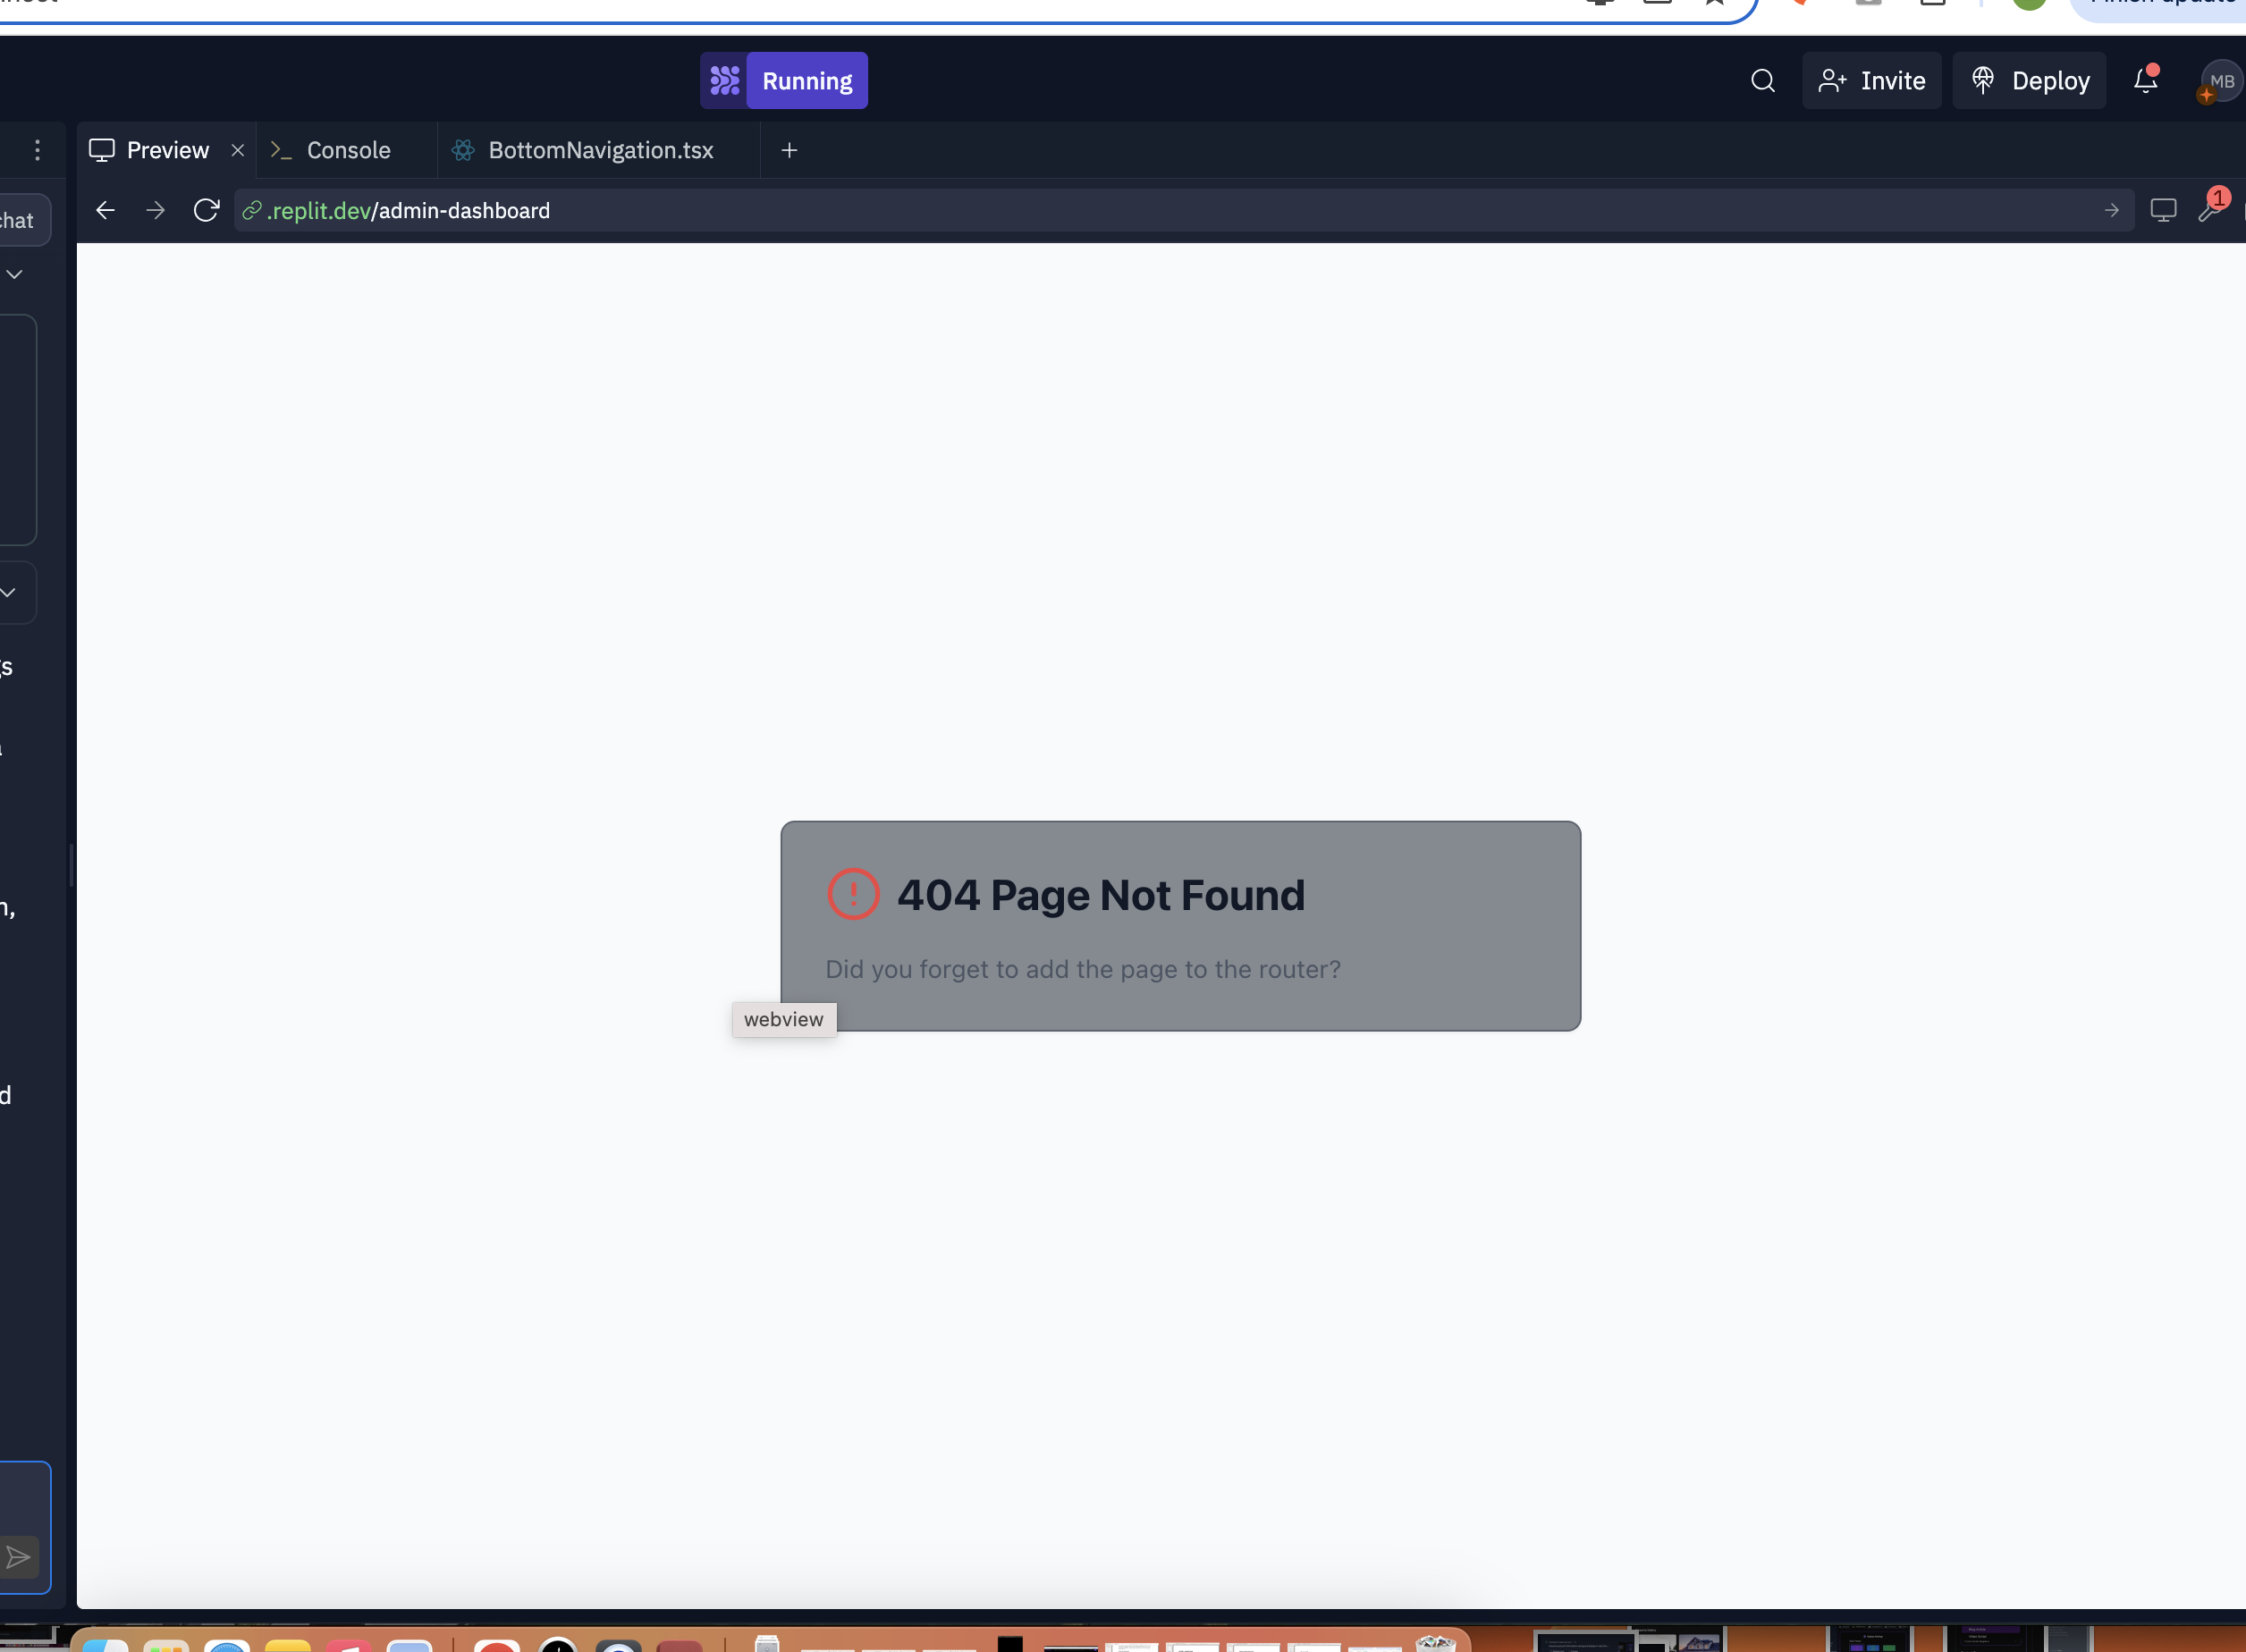 Running
Invite
Deploy
MB
Preview
Console
BottomNavigation.tsx
chat
.replit.dev/admin-dashboard
1
404 Page Not Found
Did you forget to add the page to the router?
webview